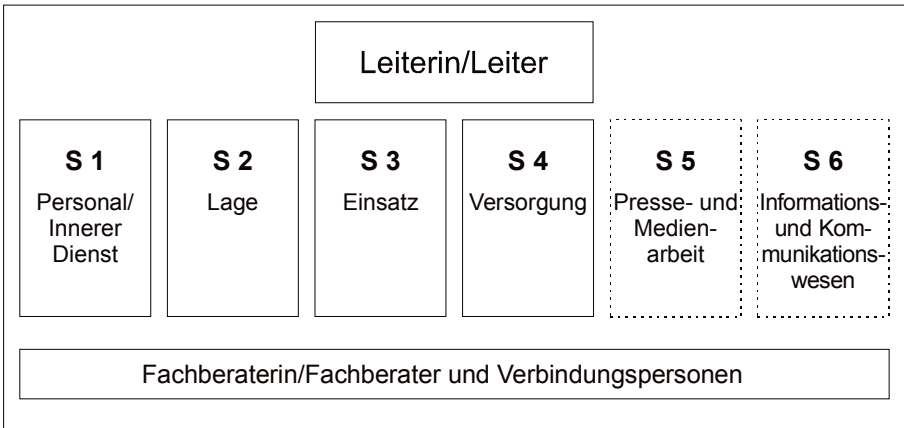 Leiterin/Leiter
S 1
Personal/
Innerer
Dienst
S 2
Lage
S 3
Einsatz
S 4
Versorgung
S 5
Presse- und
Medien-
arbeit
S 6
Informations-
und Kom-
munikations-
wesen
Fachberaterin/Fachberater und Verbindungspersonen